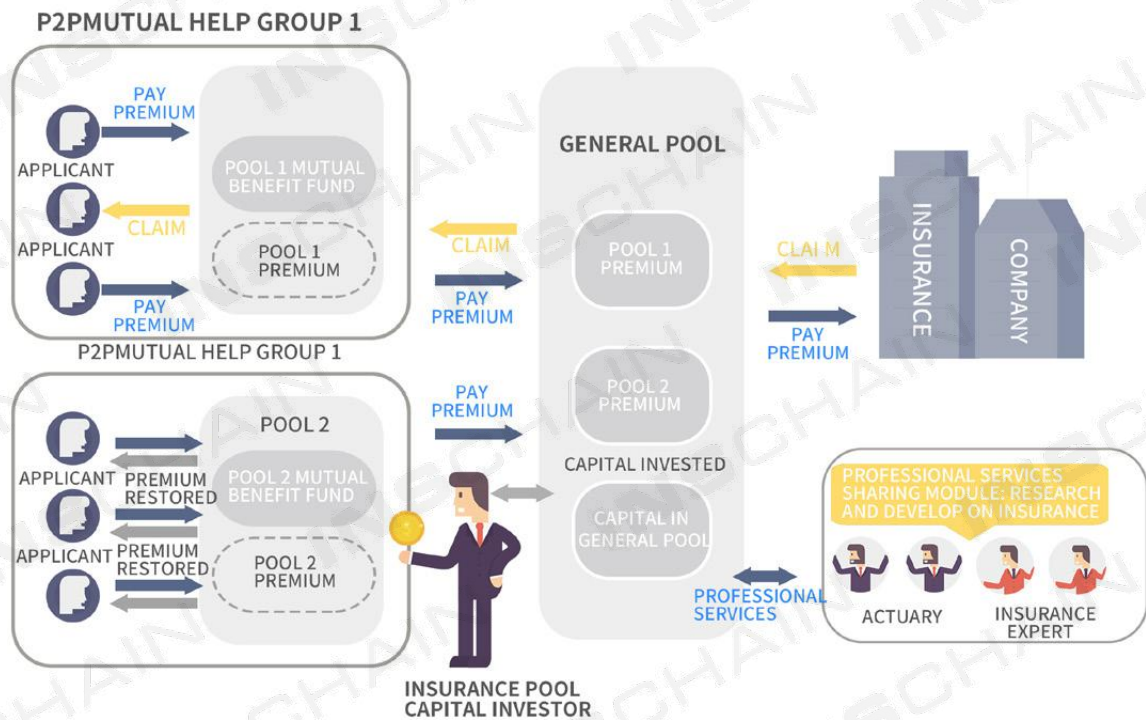 P2PMUTUAL HELP GROUP 1
PAY
PREMIUM
APPLICANT
CLAIM
APPLICANT
PAY
PREMIUM
POOL 1 MUTUAL
BENEFIT FUND
POOL 1
PREMIUM
P2PMUTUAL HELP GROUP 1
APPLICANT
PREMIUM
RESTORED
APPLICANT
PREMIUM
RESTORED
POOL 2
POOL 2 MUTUAL
BENEFIT FUND
POOL 2
PREMIUM
CLAIM
PAY
PREMIUM
PAY
PREMIUM
INSURANCE POOL
CAPITAL INVESTOR
GENERAL POOL
POOL 1
PREMIUM
POOL 2
PREMIUM
CAPITAL INVESTED
CAPITAL IN
GENERAL POOL
CLAIM
PAY
PREMIUM
INSURANCE
COMPANY
PROFESSIONAL
SERVICES
PROFESSIONAL SERVICES
SHARING MODULE: RESEARCH
AND DEVELOP ON INSURANCE
ACTUARY
INSURANCE
EXPERT
INSCHAIN